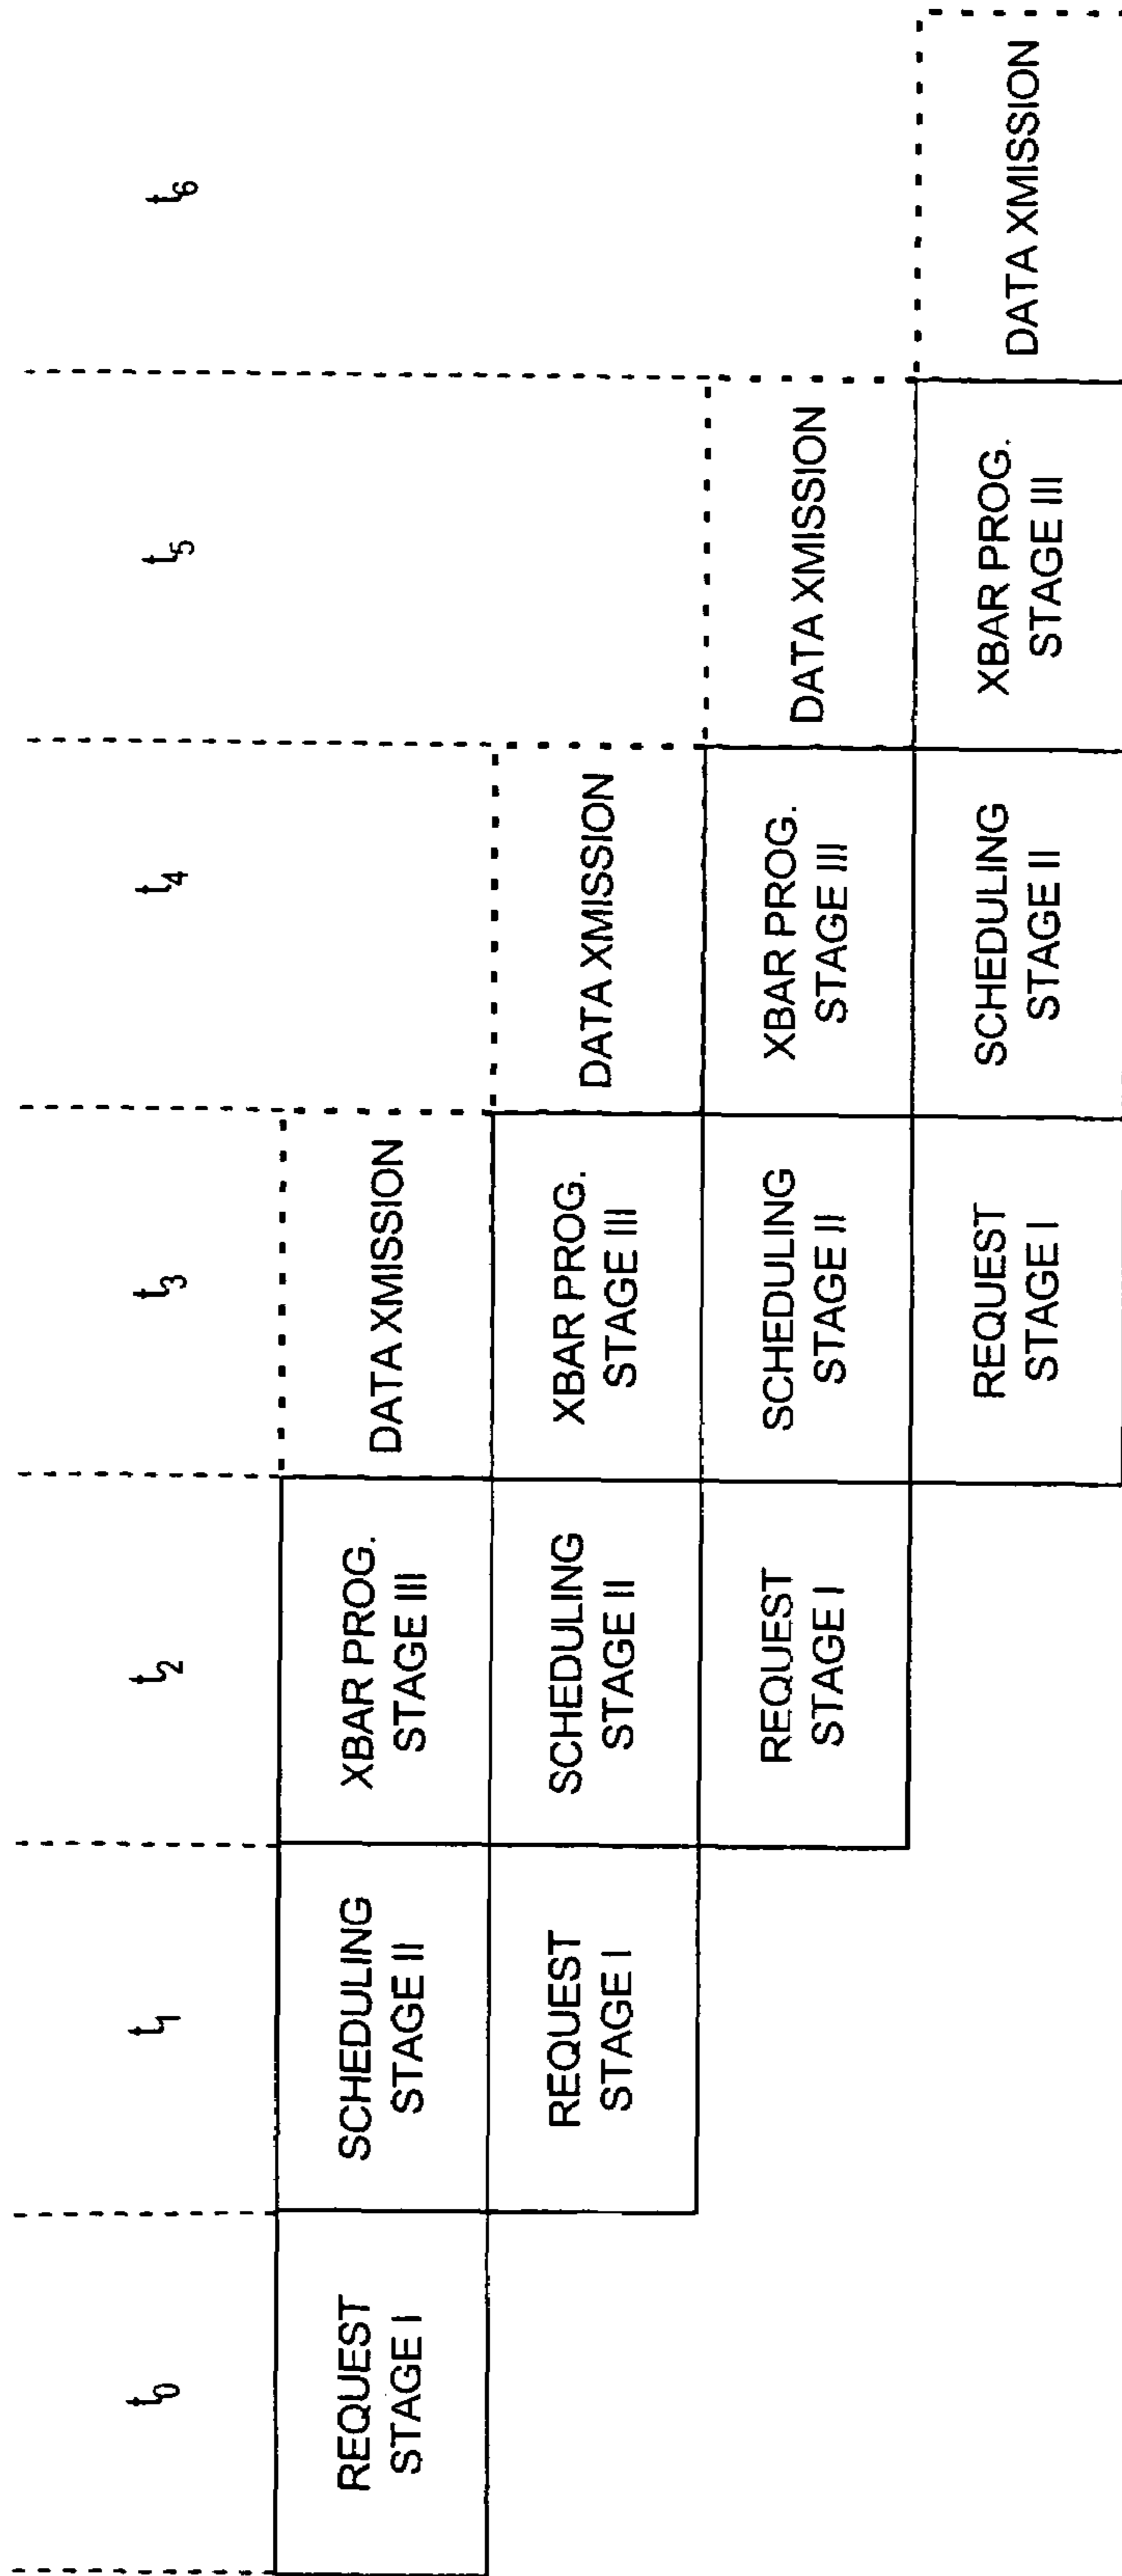 t0 t1 t2 t3 t4 t5 t6
REQUEST
STAGE I
SCHEDULING
STAGE II
XBAR PROG.
STAGE III
DATA XMISSION
REQUEST
STAGE I
SCHEDULING
STAGE II
XBAR PROG.
STAGE III
DATA XMISSION
REQUEST
STAGE I
SCHEDULING
STAGE II
XBAR PROG.
STAGE III
DATA XMISSION
REQUEST
STAGE I
SCHEDULING
STAGE II
XBAR PROG.
STAGE III
DATA XMISSION